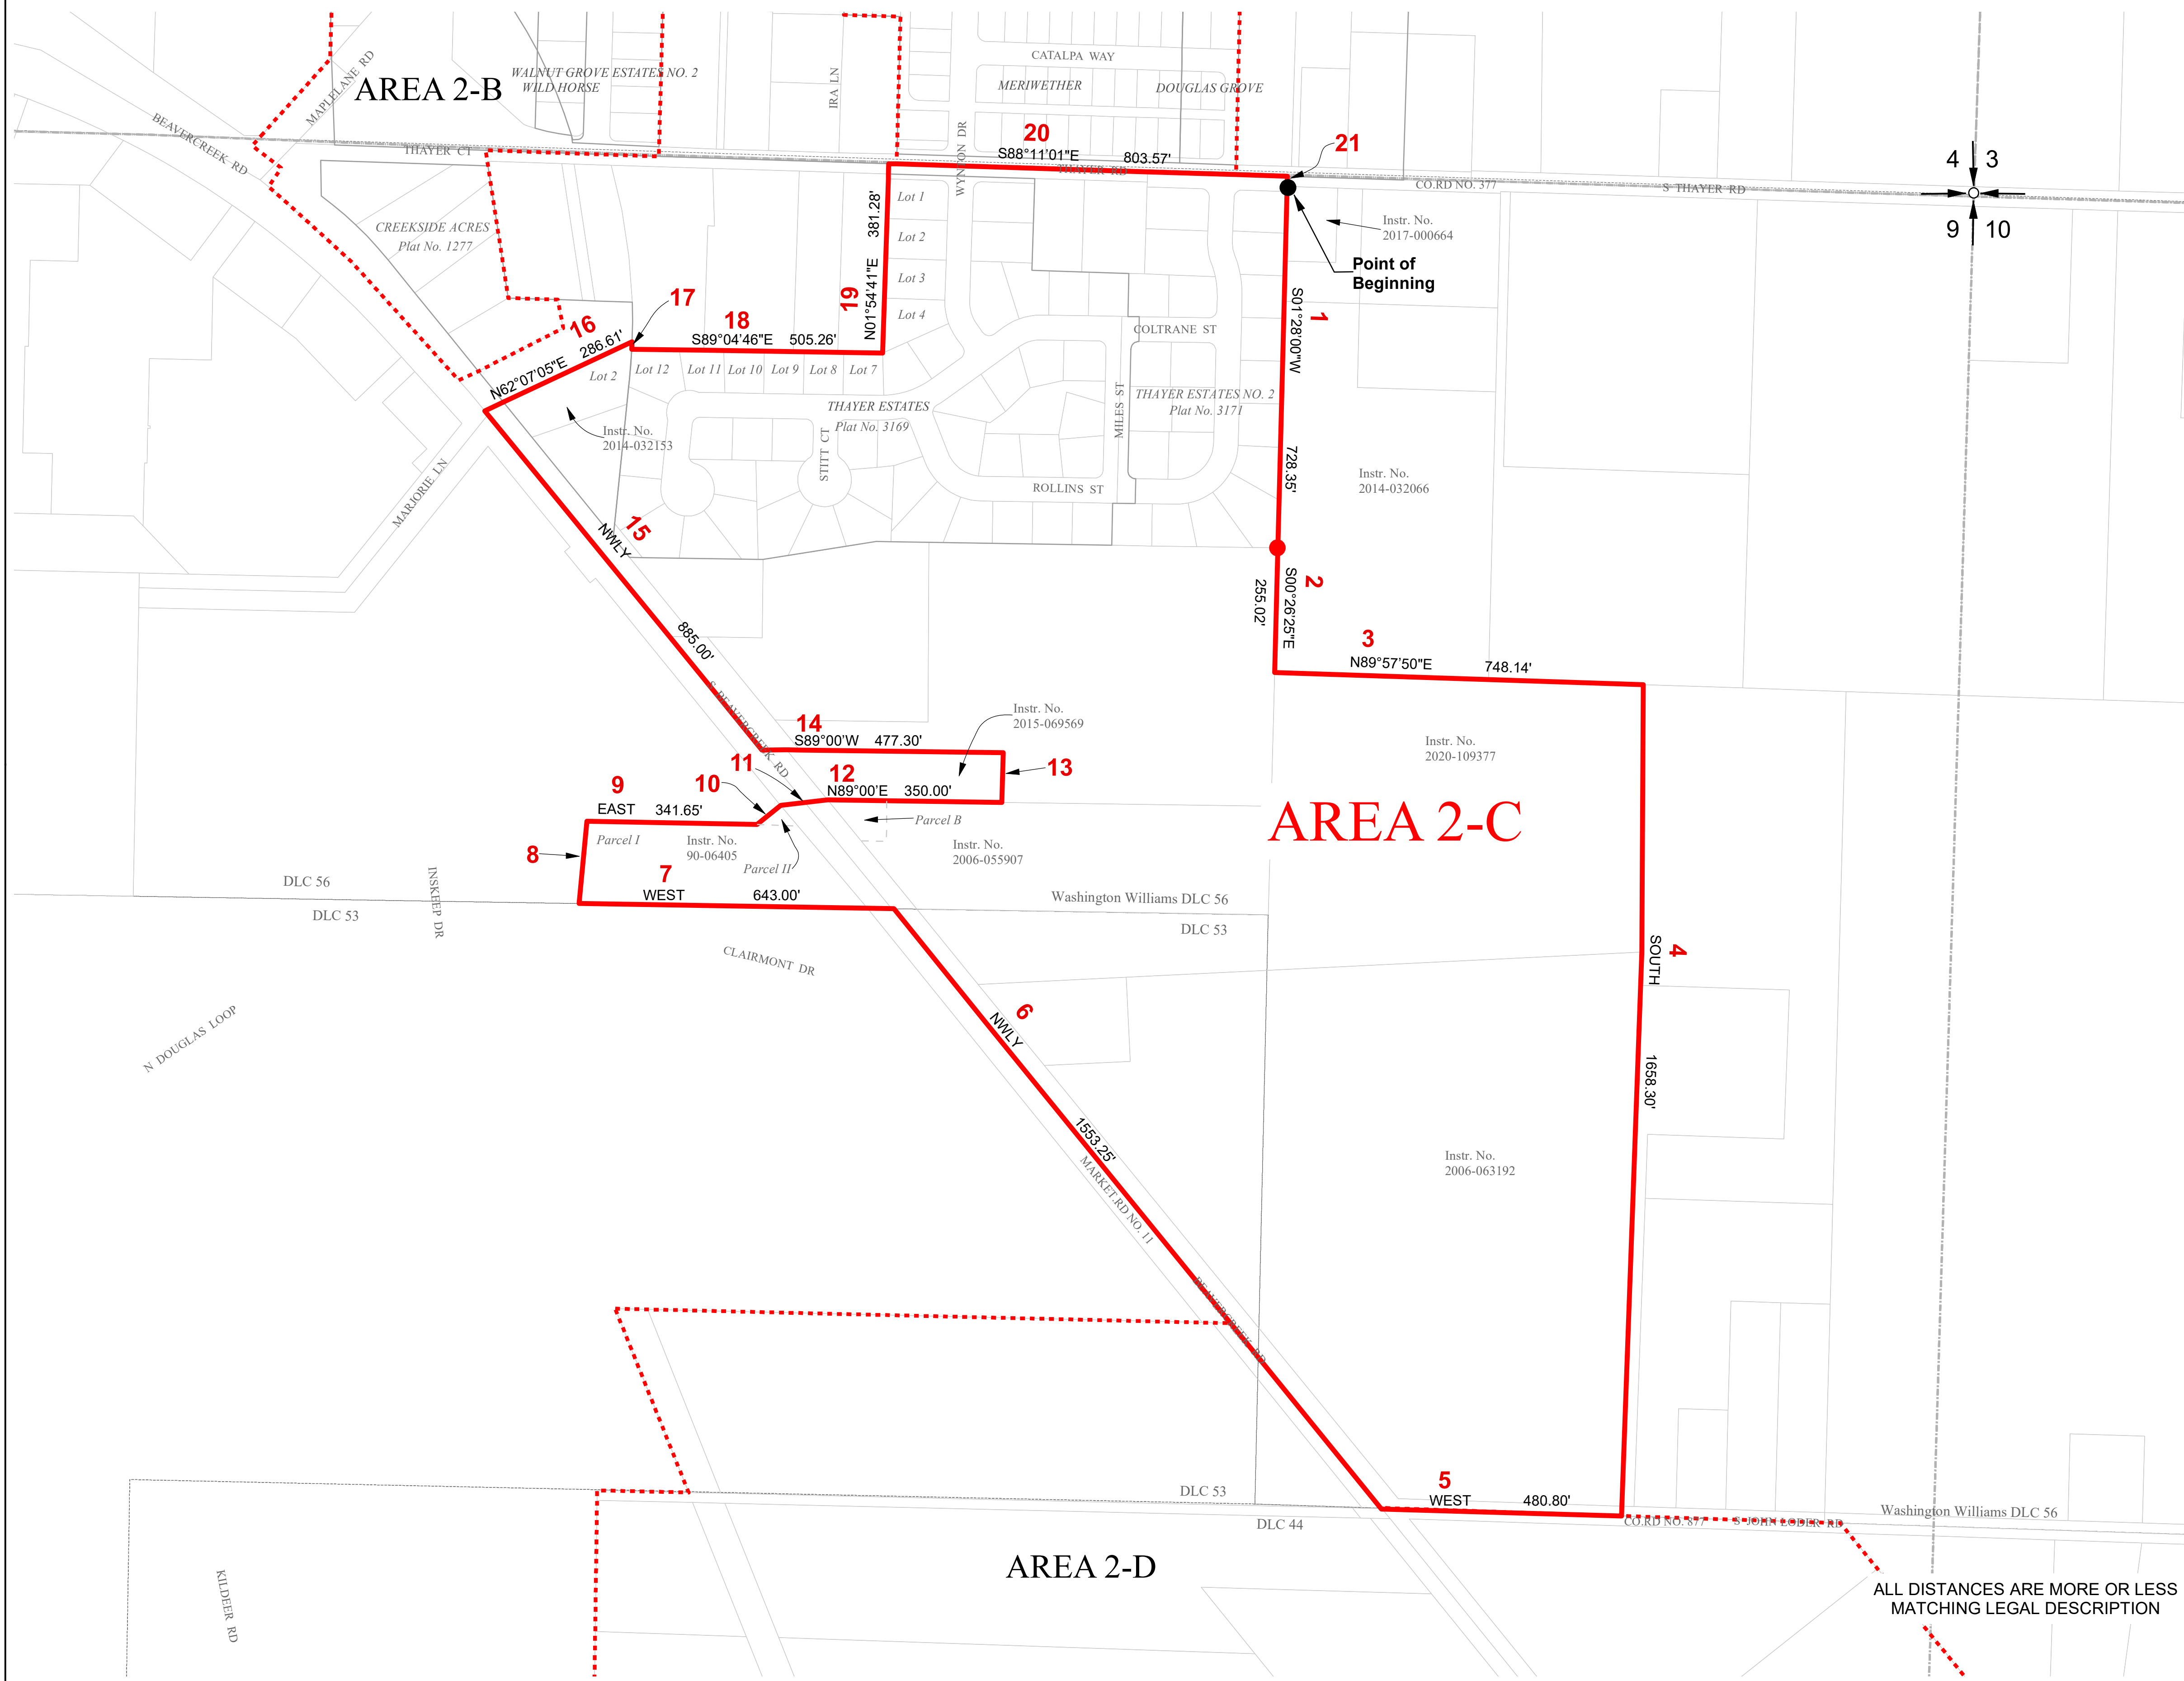 CATALPA WAY
WALNUT GROVE ESTATES NO. 2
WILD HORSE
AREA 2-B
MERIWETHER
DOUGLAS GROVE
IRA LN
MAPLELANE RD
BEAVERCREEK RD
THAYER CT
WYNTON DR
20
S88°11'01"E 803.57'
THAYER RD
21
CO.RD NO. 377
S THAYER RD
4 3
9 10
Lot 1
Lot 2
Lot 3
Lot 4
381.28'
N01°54'41"E
19
Instr. No.
2017-000664
CREEKSIDE ACRES
Plat No. 1277
Point of
Beginning
17
18
S89°04'46"E 505.26'
16
N62°07'05"E 286.61'
Lot 2
Lot 12
Lot 11
Lot 10
Lot 9
Lot 8
Lot 7
COLTRANE ST
1
S01°28'00"W
728.35'
THAYER ESTATES
Plat No. 3169
MILES ST
THAYER ESTATES NO. 2
Plat No. 3171
Instr. No.
2014-032153
STITT CT
ROLLINS ST
Instr. No.
2014-032066
MARJORIE LN
15
NWLY
885.00'
2
S00°26'25"E
255.02'
3
N89°57'50"E 748.14'
S BEAVERCREEK RD
14
S89°00'W 477.30'
Instr. No.
2015-069569
Instr. No.
2020-109377
11
12
13
N89°00'E 350.00'
10
9
EAST 341.65'
Parcel B
AREA 2-C
8
Parcel I
Instr. No.
90-06405
Parcel II
Instr. No.
2006-055907
7
WEST 643.00'
DLC 56
DLC 53
INSKEEP DR
Washington Williams DLC 56
DLC 53
CLAIRMONT DR
4
SOUTH
1658.30'
N DOUGLAS LOOP
6
NWLY
1553.25'
MARKET.RD NO. 11
Instr. No.
2006-063192
BEAVERCREEK RD
5
WEST 480.80'
DLC 53
DLC 44
CO.RD NO. 877
S JOHN LODER RD
Washington Williams DLC 56
AREA 2-D
KILDEER RD
ALL DISTANCES ARE MORE OR LESS
MATCHING LEGAL DESCRIPTION